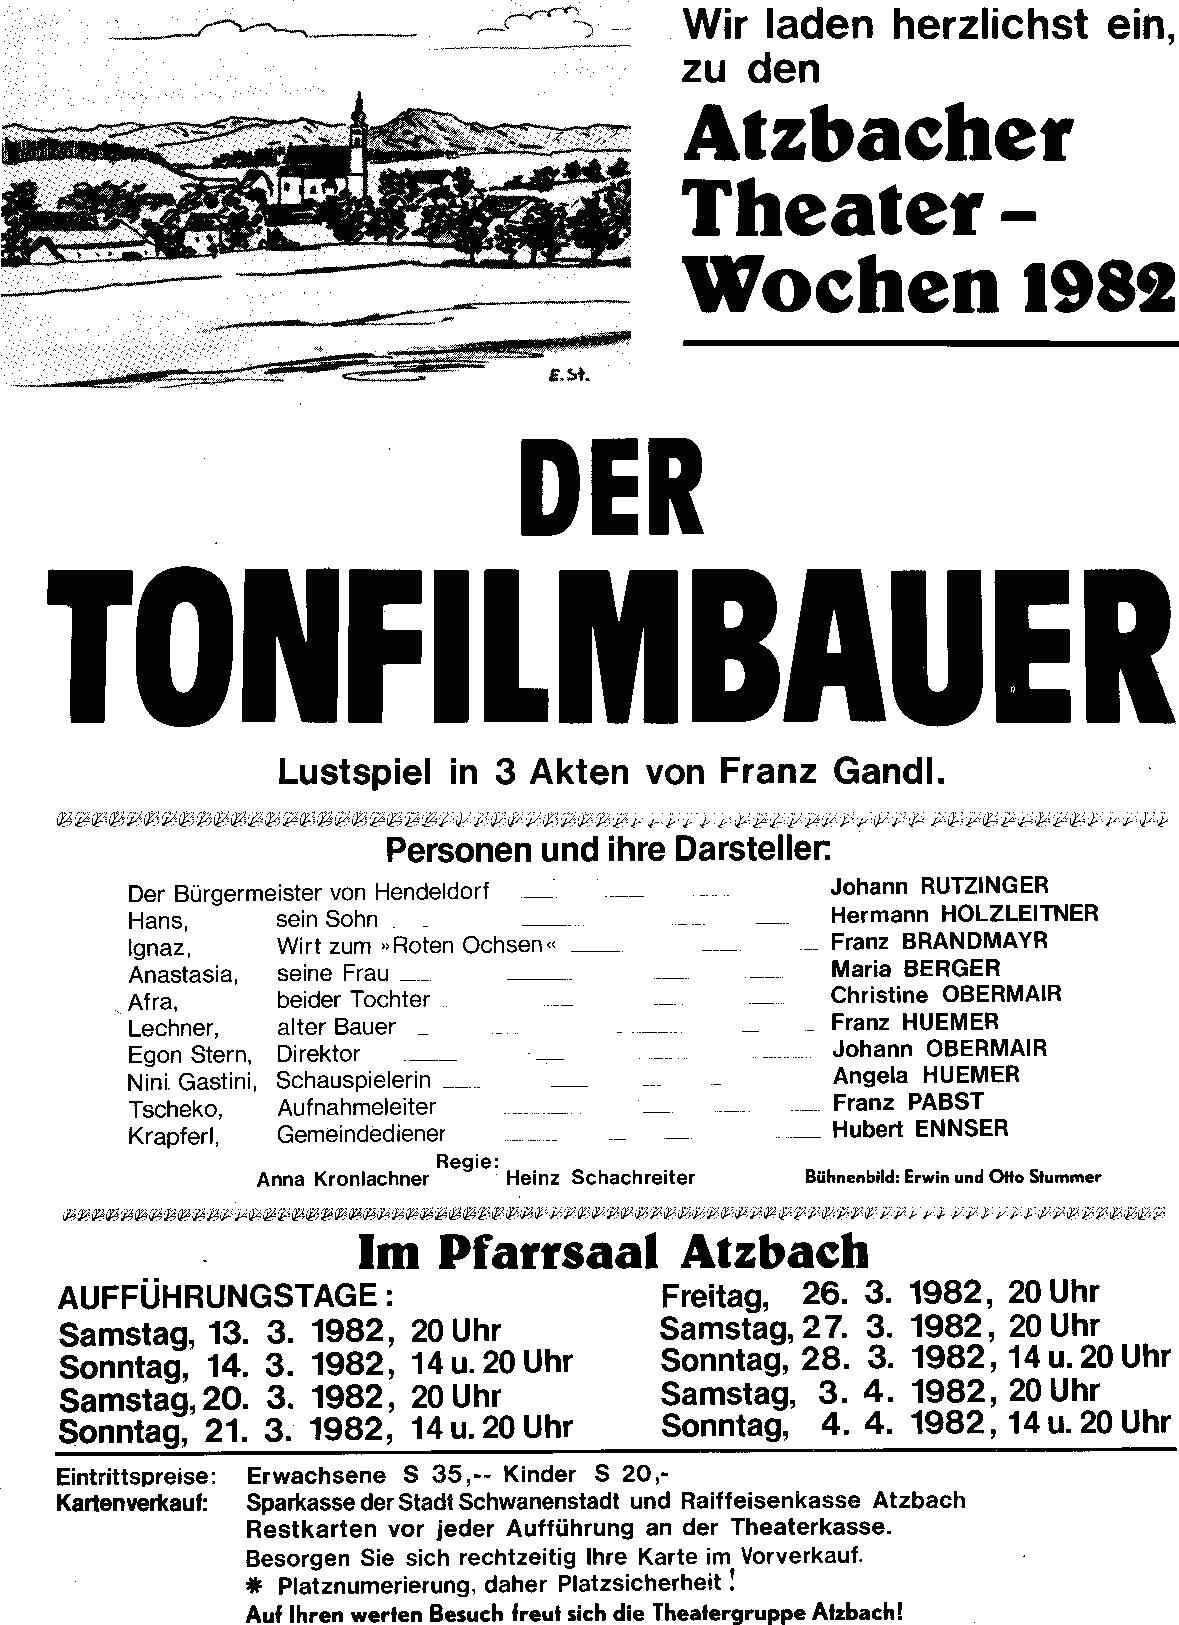 Wir laden herzlichst ein,
zu den
Atzbacher
Theater –
Wochen 1982
E.St.
DER
TONFILMBAUER
Lustspiel in 3 Akten von Franz Gandl.
Personen und ihre Darsteller:
Der Bürgermeister von Hendeldorf Johann RUTZINGER
Hans, sein Sohn Hermann HOLZLEITNER
Ignaz, Wirt zum »Roten Ochsen« Franz BRANDMAYR
Anastasia, seine Frau Maria BERGER
Afra, beider Tochter Christine OBERMAIR
Lechner, alter Bauer Franz HUEMER
Egon Stern, Direktor Johann OBERMAIR
Nini Gastini, Schauspielerin Angela HUEMER
Tscheko, Aufnahmeleiter Franz PABST
Krapferl, Gemeindediener Hubert ENNSER
Regie:
Anna Kronlachner Heinz Schachreiter Bühnenbild: Erwin und Otto Stummer
Im Pfarrsaal Atzbach
AUFFÜHRUNGSTAGE:
Samstag, 13. 3. 1982, 20 Uhr
Sonntag, 14. 3. 1982, 14 u. 20 Uhr
Samstag, 20. 3. 1982, 20 Uhr
Sonntag, 21. 3. 1982, 14 u. 20 Uhr
Freitag, 26. 3. 1982, 20 Uhr
Samstag, 27. 3. 1982, 20 Uhr
Sonntag, 28. 3. 1982, 14 u. 20 Uhr
Samstag, 3. 4. 1982, 20 Uhr
Sonntag, 4. 4. 1982, 14 u. 20 Uhr
Eintrittspreise: Erwachsene S 35,-- Kinder S 20,-
Kartenverkauf: Sparkasse der Stadt Schwanenstadt und Raiffeisenkasse Atzbach
Restkarten vor jeder Aufführung an der Theaterkasse.
Besorgen Sie sich rechtzeitig Ihre Karte im Vorverkauf.
* Platznumerierung, daher Platzsicherheit!
Auf Ihren werten Besuch freut sich die Theatergruppe Atzbach!